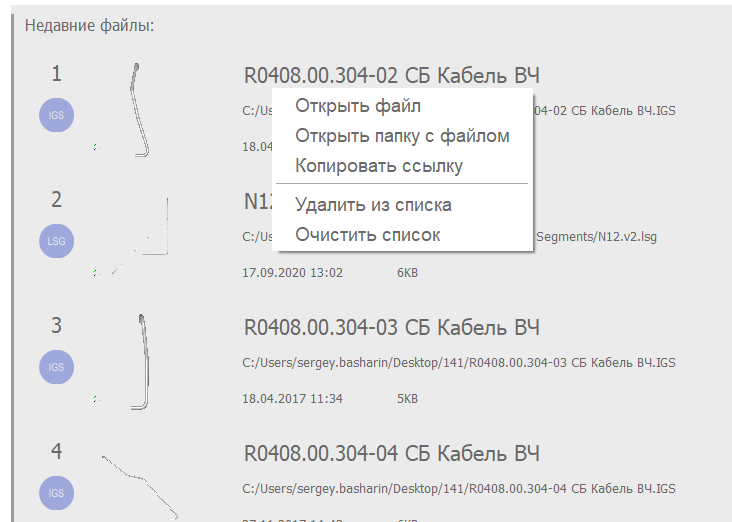 Недавние файлы:
1
R0408.00.304-02 СБ Кабель ВЧ
IGS
C:/Us
04-02 СБ Кабель ВЧ.IGS
18.04
Открыть файл
Открыть папку с файлом
Копировать ссылку
Удалить из списка
Очистить список
2
N12
LSG
C:/Us
Segments/N12.v2.lsg
17.09.2020 13:02 6KB
3
R0408.00.304-03 СБ Кабель ВЧ
IGS
C:/Users/sergey.basharin/Desktop/141/R0408.00.304-03 СБ Кабель ВЧ.IGS
18.04.2017 11:34 5KB
4
R0408.00.304-04 СБ Кабель ВЧ
IGS
C:/Users/sergey.basharin/Desktop/141/R0408.00.304-04 СБ Кабель ВЧ.IGS